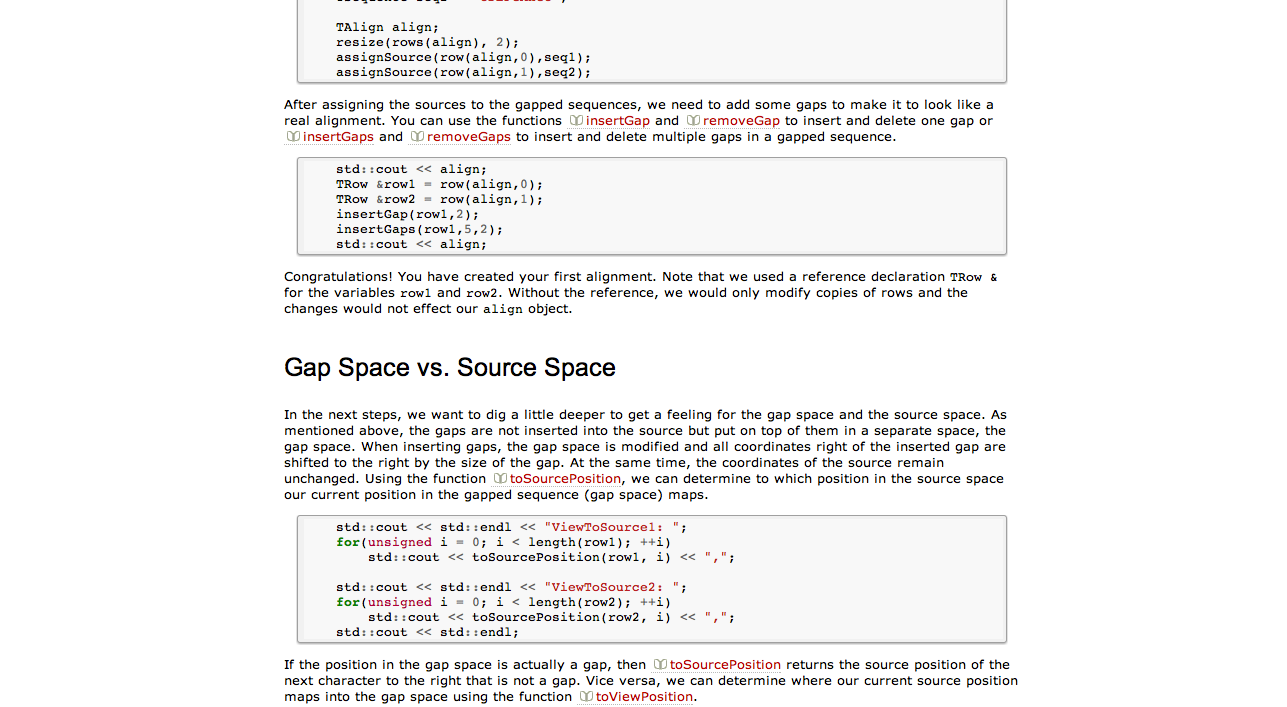 TAlign align;
resize(rows(align), 2);
assignSource(row(align,0),seq1);
assignSource(row(align,1),seq2);
After assigning the sources to the gapped sequences, we need to add some gaps to make it to look like a
real alignment. You can use the functions insertGap and removeGap to insert and delete one gap or
insertGaps and removeGaps to insert and delete multiple gaps in a gapped sequence.
std::cout << align;
TRow &row1 = row(align,0);
TRow &row2 = row(align,1);
insertGap(row1,2);
insertGaps(row1,5,2);
std::cout << align;
Congratulations! You have created your first alignment. Note that we used a reference declaration TRow &
for the variables row1 and row2. Without the reference, we would only modify copies of rows and the
changes would not effect our align object.
Gap Space vs. Source Space
In the next steps, we want to dig a little deeper to get a feeling for the gap space and the source space. As
mentioned above, the gaps are not inserted into the source but put on top of them in a separate space, the
gap space. When inserting gaps, the gap space is modified and all coordinates right of the inserted gap are
shifted to the right by the size of the gap. At the same time, the coordinates of the source remain
unchanged. Using the function toSourcePosition, we can determine to which position in the source space
our current position in the gapped sequence (gap space) maps.
std::cout << std::endl << "ViewToSource1: ";
for(unsigned i = 0; i < length(row1); ++i)
std::cout << toSourcePosition(row1, i) << ",";
std::cout << std::endl << "ViewToSource2: ";
for(unsigned i = 0; i < length(row2); ++i)
std::cout << toSourcePosition(row2, i) << ",";
std::cout << std::endl;
If the position in the gap space is actually a gap, then toSourcePosition returns the source position of the
next character to the right that is not a gap. Vice versa, we can determine where our current source position
maps into the gap space using the function toViewPosition.